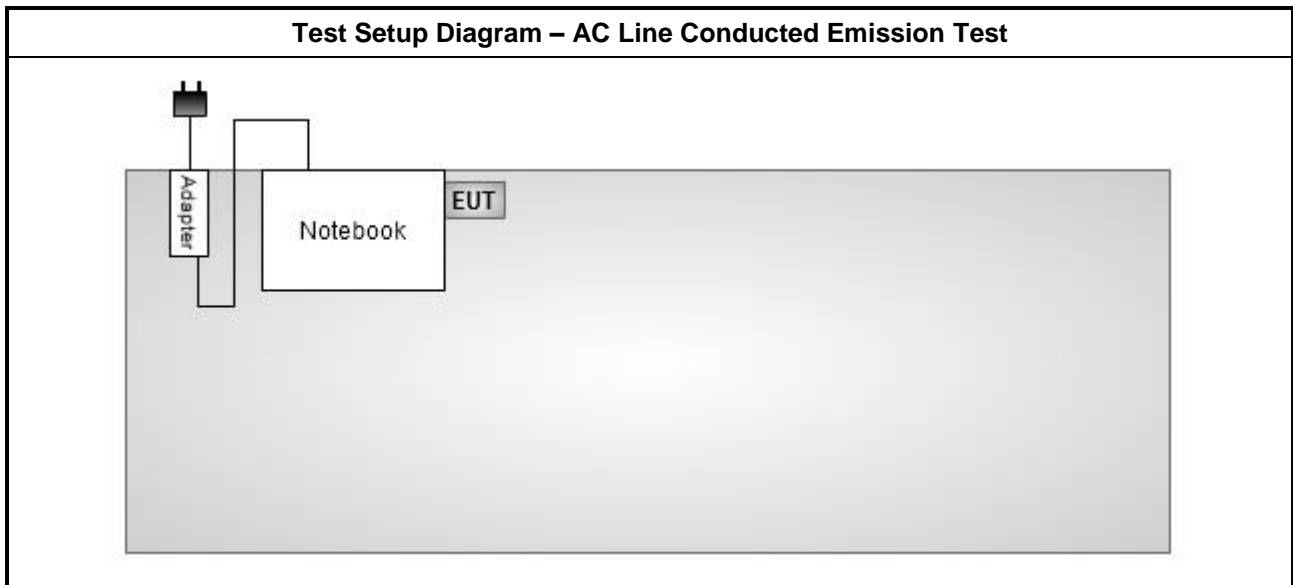 Test Setup Diagram – AC Line Conducted Emission Test
Adapter
Notebook
EUT